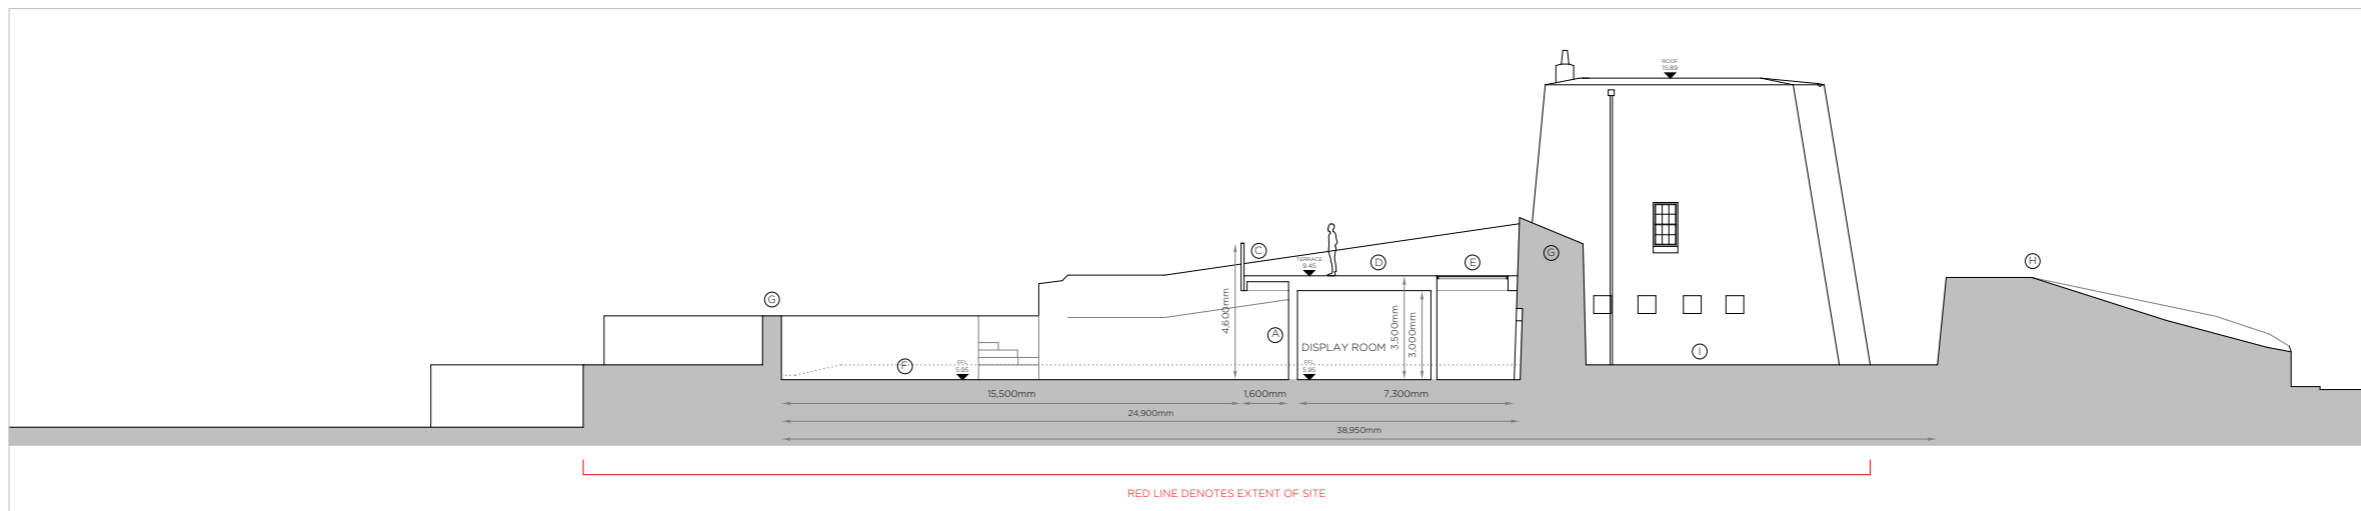 ROOF
15.89
C
TERRACE
9.45
D
E
G
H
G
4,600mm
A
3,500mm
3,000mm
DISPLAY ROOM
I
F
FFL
5.95
FFL
5.95
15,500mm
1,600mm
7,300mm
24,900mm
38,950mm
RED LINE DENOTES EXTENT OF SITE